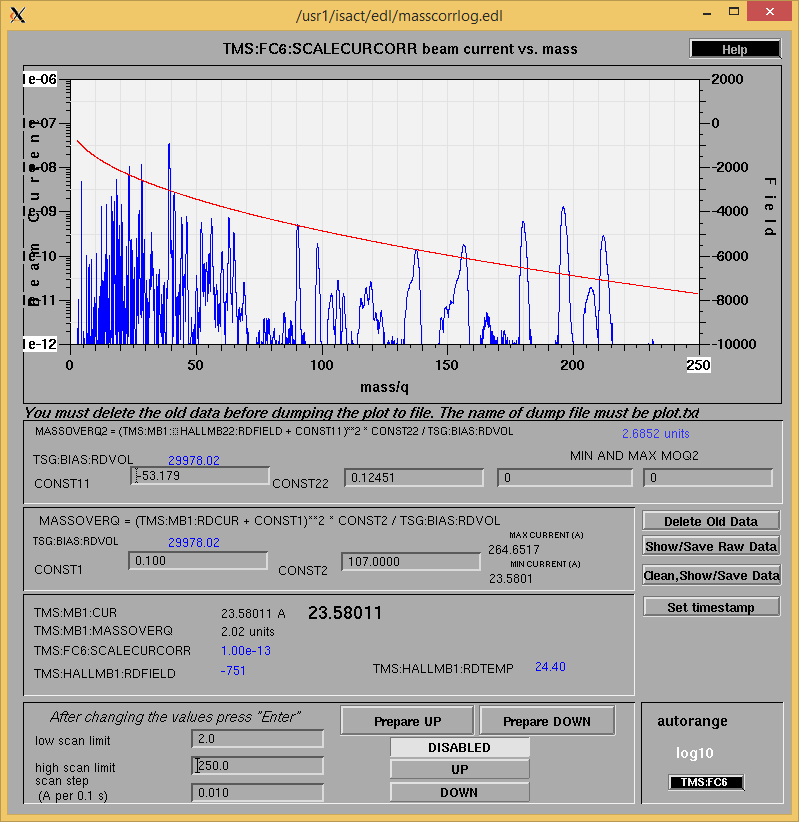 /usr1/isact/edl/masscorrlog.edl
TMS:FC6:SCALECURCORR beam current vs. mass
Help
1e-06
1e-07
1e-08
1e-09
1e-10
1e-11
1e-12
Beam Current
2000
0
-2000
-4000
-6000
-8000
-10000
Field
0 50 100 150 200 250
mass/q
You must delete the old data before dumping the plot to file. The name of dump file must be plot.txt
MASSOVERQ2 = (TMS:MB1: HALLMB22:RDFIELD + CONST11)**2 * CONST22 / TSG:BIAS:RDVOL
2.6852 units
TSG:BIAS:RDVOL 29978.02
MIN AND MAX MOQ2
CONST11 -53.179 CONST22 0.12451 0 0
MASSOVERQ = (TMS:MB1:RDCUR + CONST1)**2 * CONST2 / TSG:BIAS:RDVOL
TSG:BIAS:RDVOL 29978.02
MAX CURRENT (A)
264.6517
MIN CURRENT (A)
23.5801
CONST1 0.100 CONST2 107.0000
Delete Old Data
Show/Save Raw Data
Clean,Show/Save Data
Set timestamp
TMS:MB1:CUR 23.58011 A 23.58011
TMS:MB1:MASSOVERQ 2.02 units
TMS:FC6:SCALECURCORR 1.00e-13
TMS:HALLMB1:RDFIELD -751 TMS:HALLMB1:RDTEMP 24.40
After changing the values press "Enter"
low scan limit 2.0
high scan limit 250.0
scan step
(A per 0.1 s) 0.010
Prepare UP
Prepare DOWN
DISABLED
UP
DOWN
autorange
log10
TMS:FC6